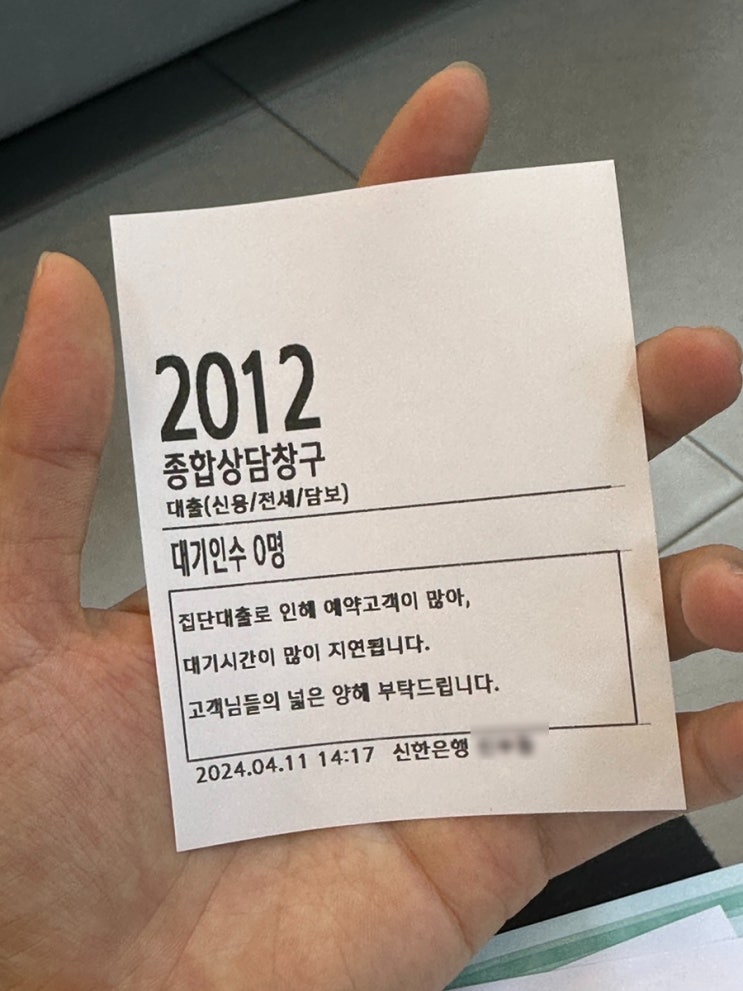 2012
종합상담창구
대출(신용/전세/담보)
대기인수 0명
집단대출로 인해 예약고객이 많아,
대기시간이 많이 지연됩니다.
고객님들의 넓은 양해 부탁드립니다.
2024.04.11 14:17 신한은행